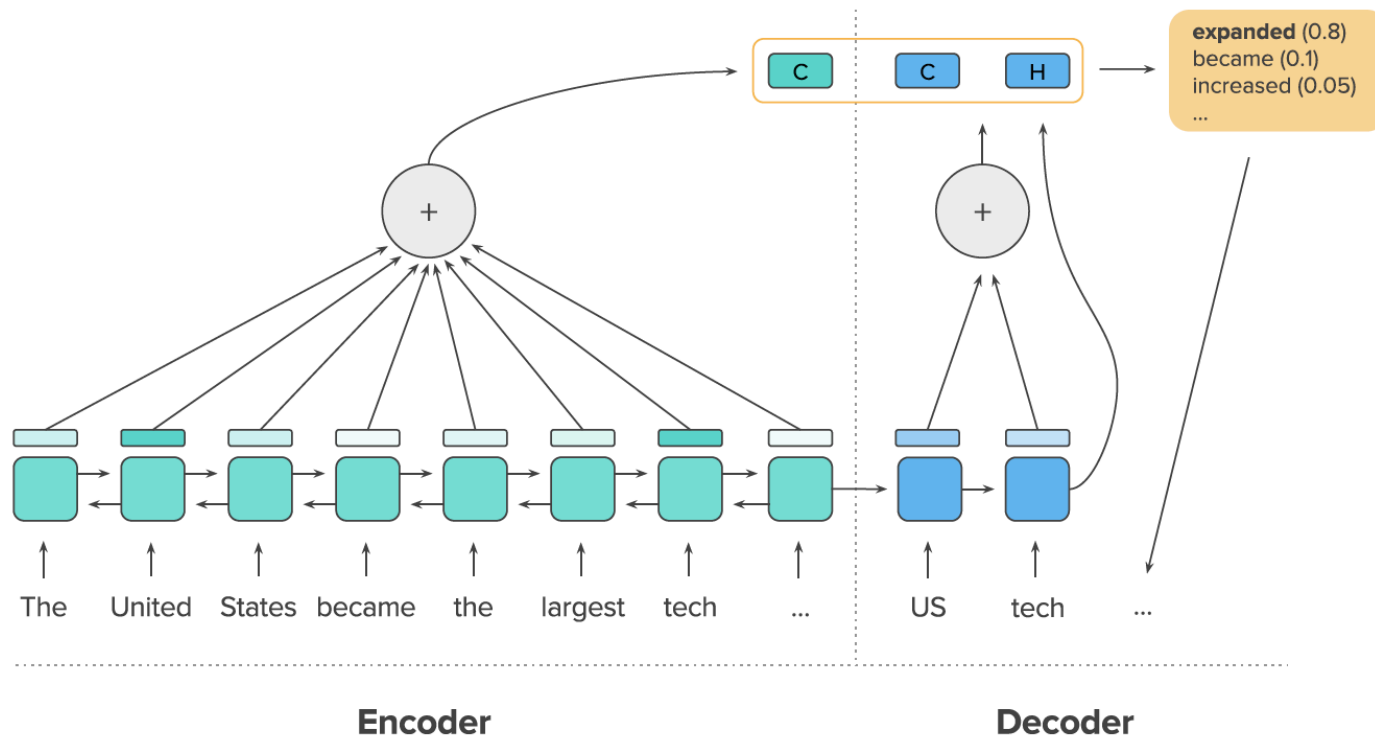 C C H
expanded (0.8)
became (0.1)
increased (0.05)
...
+ +
The United States became the largest tech ... US tech ...
Encoder Decoder